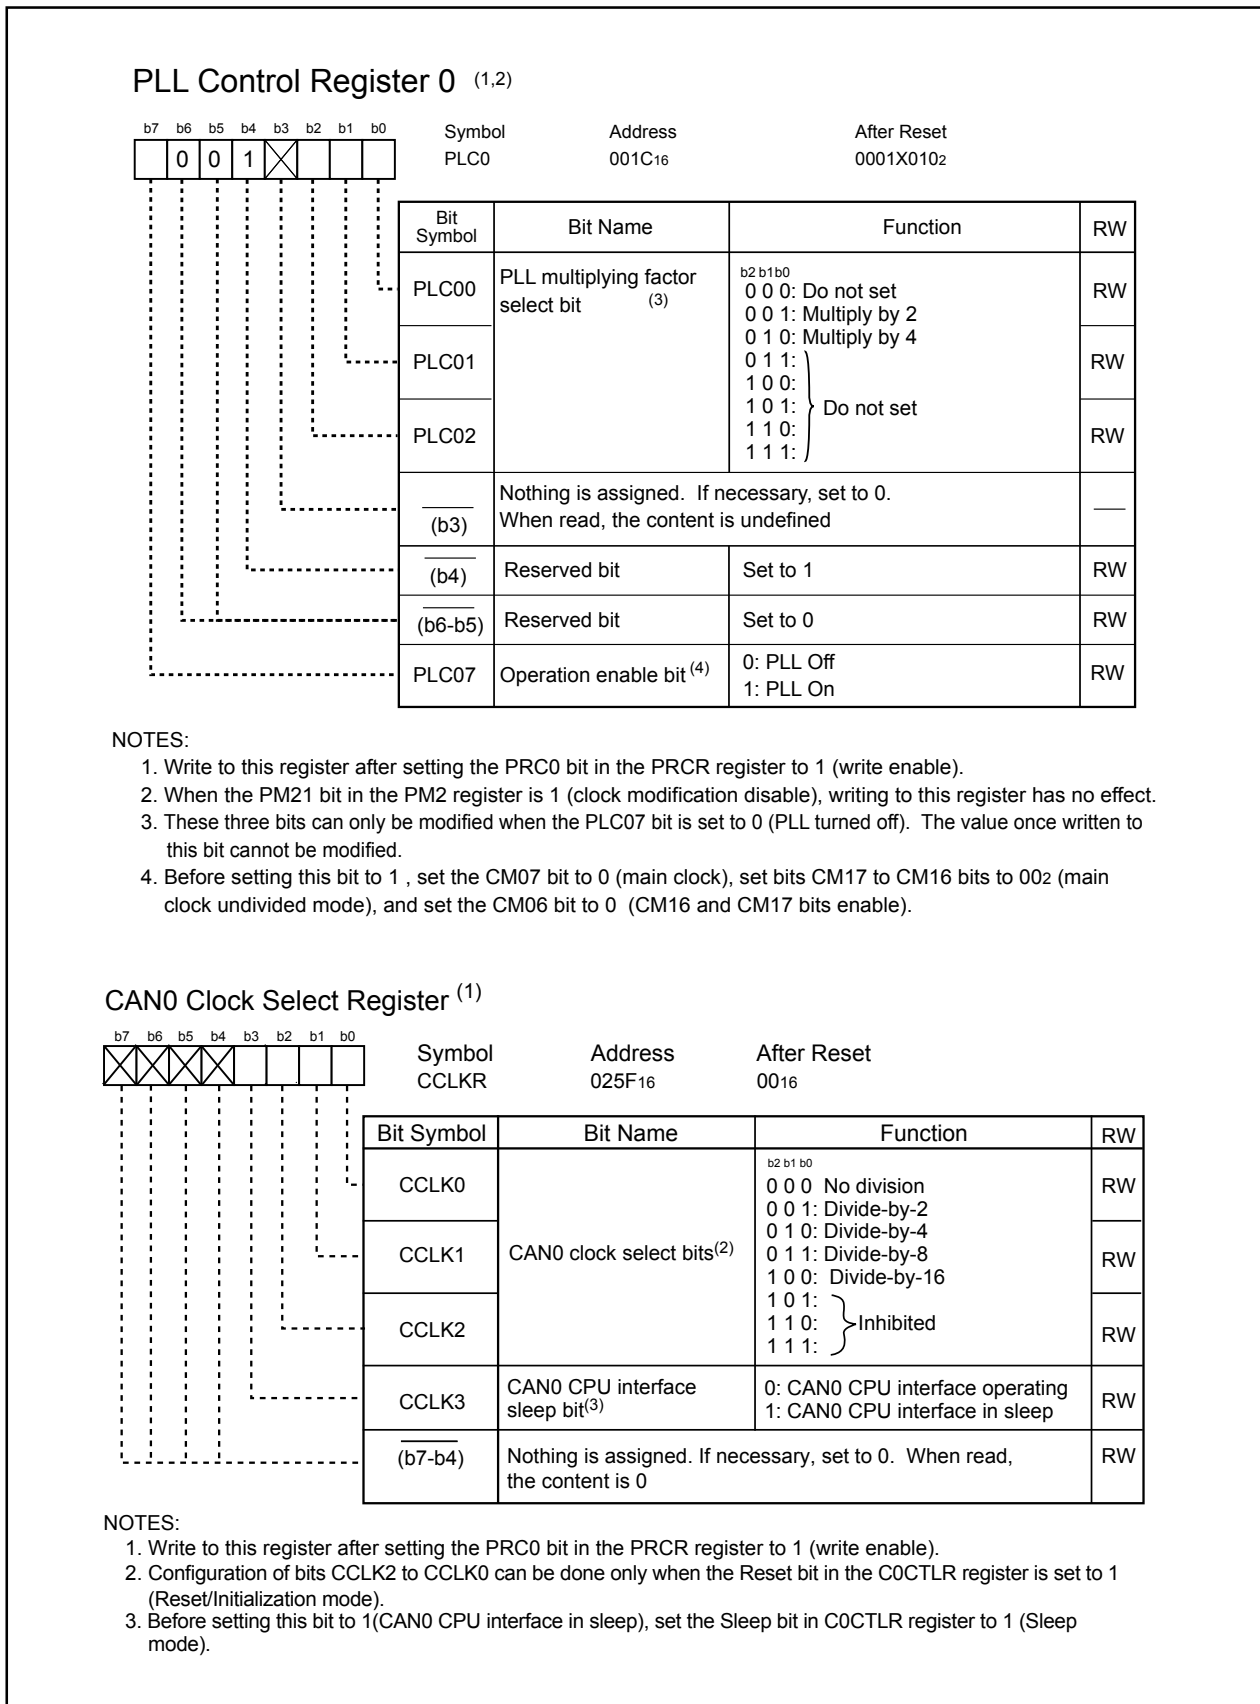 PLL Control Register 0 (1,2)
b7 b6 b5 b4 b3 b2 b1 b0
Symbol Address After Reset
0 0 1
PLC0 001C16 0001X0102
Bit Symbol Bit Name Function RW
PLC00 PLL multiplying factor select bit (3) RW
b2 b1 b0
0 0 0: Do not set
0 0 1: Multiply by 2
0 1 0: Multiply by 4
PLC01 RW
0 1 1:
1 0 0:
1 0 1: Do not set
PLC02 RW
1 1 0:
1 1 1:
(b3) Nothing is assigned. If necessary, set to 0.
When read, the content is undefined
(b4) Reserved bit Set to 1 RW
(b6-b5) Reserved bit Set to 0 RW
PLC07 Operation enable bit (4) 0: PLL Off RW
1: PLL On
NOTES:
1. Write to this register after setting the PRC0 bit in the PRCR register to 1 (write enable).
2. When the PM21 bit in the PM2 register is 1 (clock modification disable), writing to this register has no effect.
3. These three bits can only be modified when the PLC07 bit is set to 0 (PLL turned off). The value once written to
this bit cannot be modified.
4. Before setting this bit to 1 , set the CM07 bit to 0 (main clock), set bits CM17 to CM16 bits to 002 (main
clock undivided mode), and set the CM06 bit to 0 (CM16 and CM17 bits enable).
CAN0 Clock Select Register (1)
b7 b6 b5 b4 b3 b2 b1 b0
Symbol Address After Reset
CCLKR 025F16 0016
Bit Symbol Bit Name Function RW
b2 b1 b0
CCLK0 0 0 0 No division RW
0 0 1: Divide-by-2
0 1 0: Divide-by-4
CCLK1 CAN0 clock select bits(2) 0 1 1: Divide-by-8 RW
1 0 0: Divide-by-16
1 0 1:
CCLK2 1 1 0: Inhibited RW
1 1 1:
CCLK3 CAN0 CPU interface sleep bit(3) 0: CAN0 CPU interface operating RW
1: CAN0 CPU interface in sleep
(b7-b4) Nothing is assigned. If necessary, set to 0. When read, RW
the content is 0
NOTES:
1. Write to this register after setting the PRC0 bit in the PRCR register to 1 (write enable).
2. Configuration of bits CCLK2 to CCLK0 can be done only when the Reset bit in the C0CTLR register is set to 1
(Reset/Initialization mode).
3. Before setting this bit to 1(CAN0 CPU interface in sleep), set the Sleep bit in C0CTLR register to 1 (Sleep
mode).